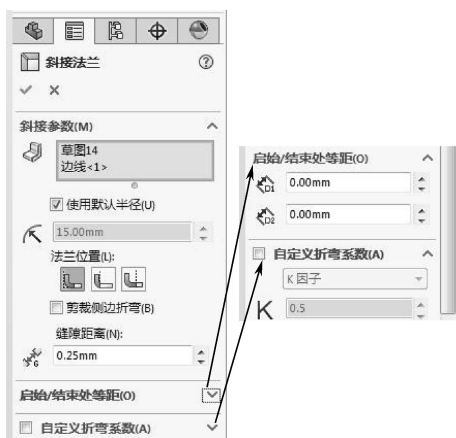 斜接法兰
斜接参数(M)
草图14
边线<1>
使用默认半径(U)
15.00mm
法兰位置(L):
剪裁侧边折弯(B)
缝隙距离(N):
G
0.25mm
启始/结束处等距(O)
自定义折弯系数(A)
启始/结束处等距(O)
D1
0.00mm
D2
0.00mm
自定义折弯系数(A)
K 因子
K
0.5